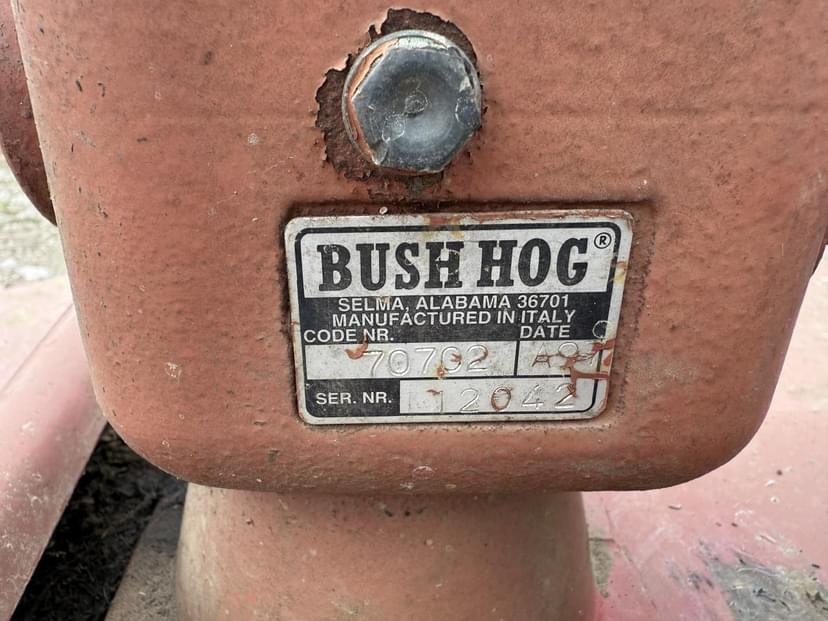 BUSH HOG®
SELMA, ALABAMA 36701
MANUFACTURED IN ITALY
CODE NR. DATE
70702
SER. NR. 12042